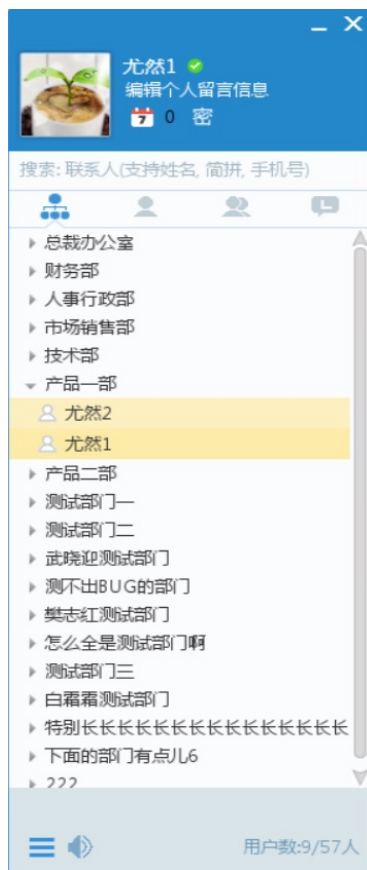 尤然1
编辑个人留言信息
7 0 密
搜索: 联系人(支持姓名, 简拼, 手机号)
总裁办公室
财务部
人事行政部
市场销售部
技术部
产品一部
尤然2
尤然1
产品二部
测试部门一
测试部门二
武晓迎测试部门
测不出BUG的部门
樊志红测试部门
怎么全是测试部门啊
测试部门三
白霜霜测试部门
特别长长长长长长长长长长长长长长长
下面的部门有点儿6
222
用户数:9/57人